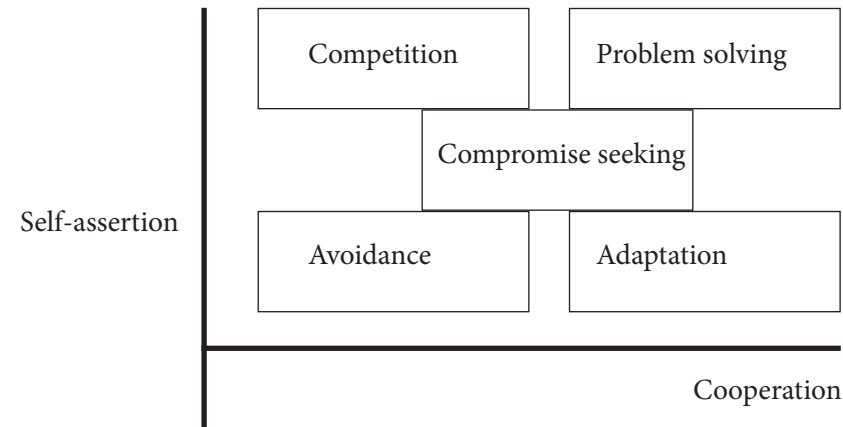 Competition
Problem solving
Compromise seeking
Self-assertion
Avoidance
Adaptation
Cooperation